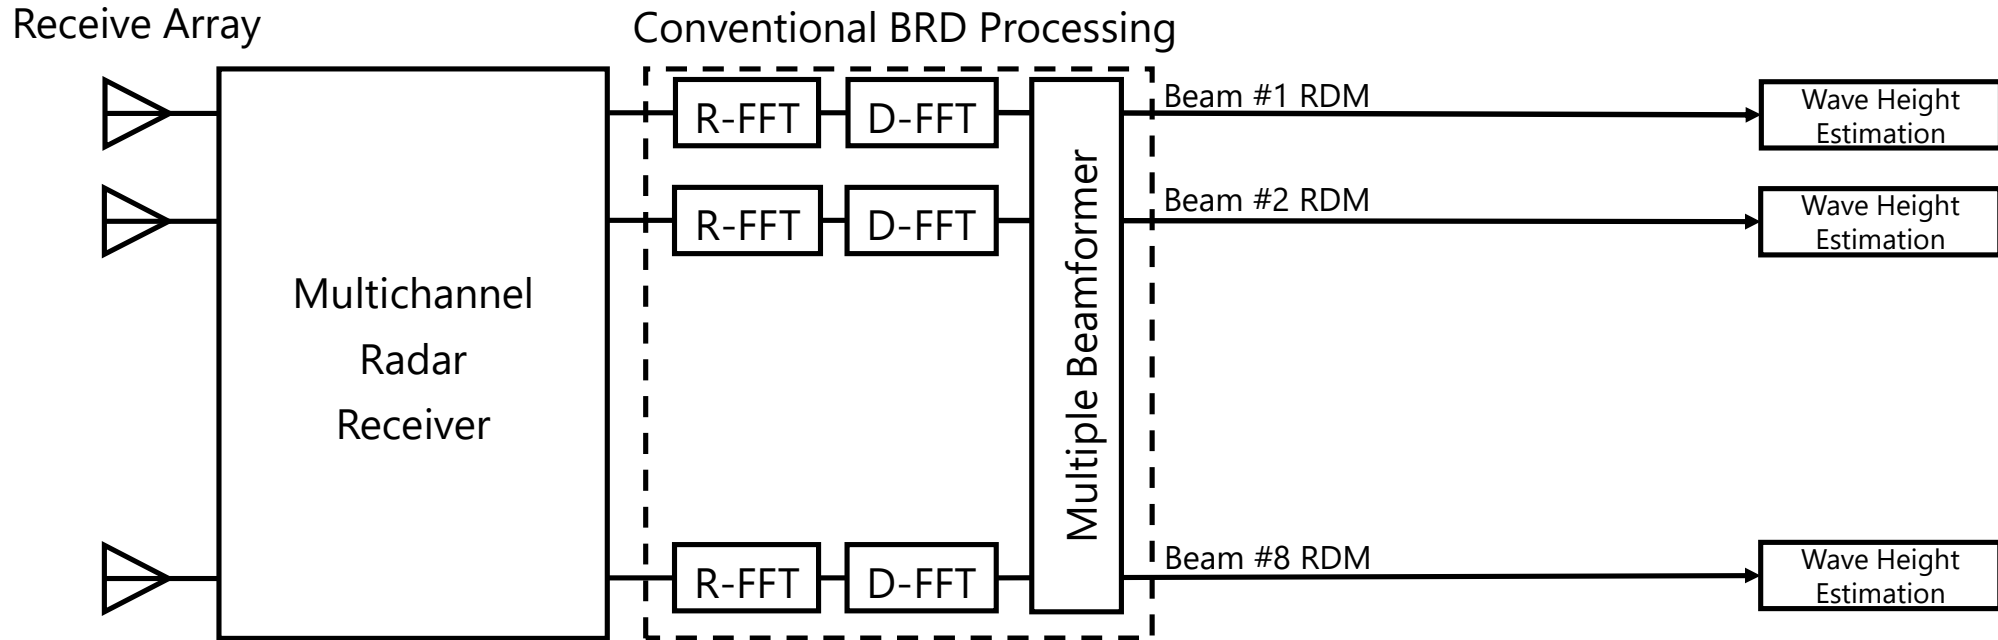 Receive Array
Conventional BRD Processing
Multichannel
Radar
Receiver
R-FFT
D-FFT
R-FFT
D-FFT
R-FFT
D-FFT
Multiple Beamformer
Beam #1 RDM
Wave Height
Estimation
Beam #2 RDM
Wave Height
Estimation
Beam #8 RDM
Wave Height
Estimation